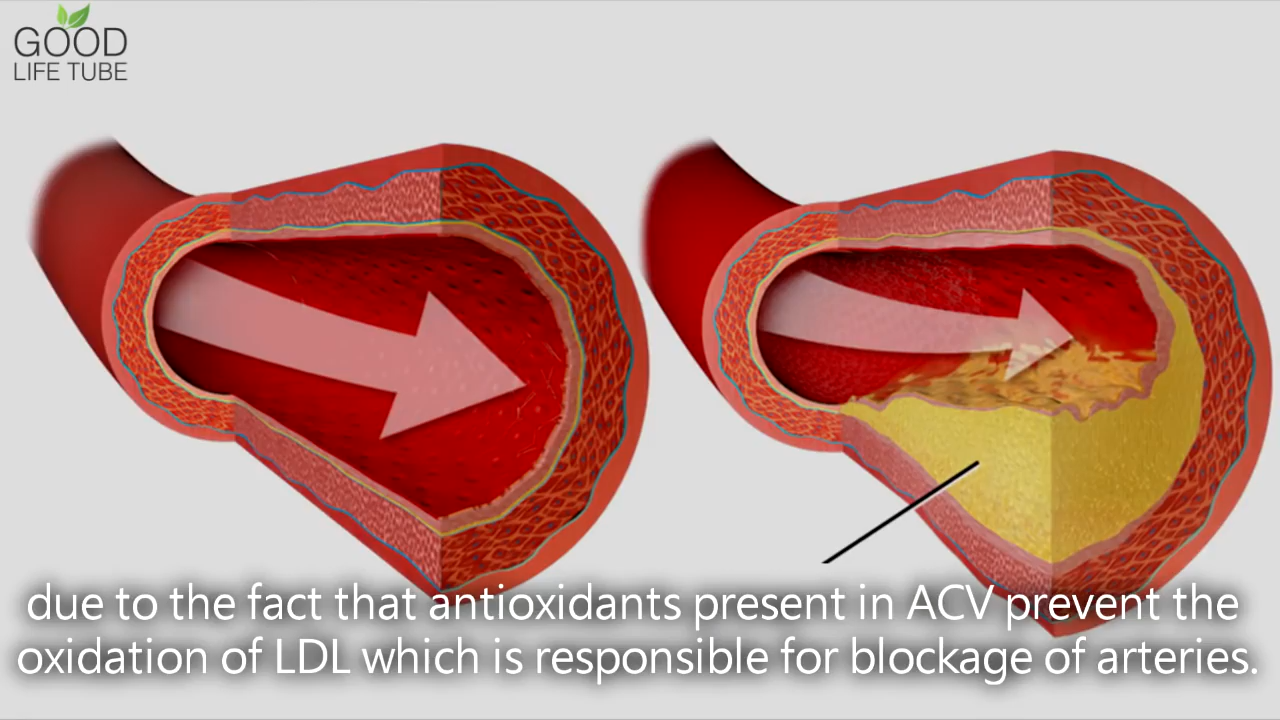 GOOD
LIFE TUBE
due to the fact that antioxidants present in ACV prevent the
oxidation of LDL which is responsible for blockage of arteries.